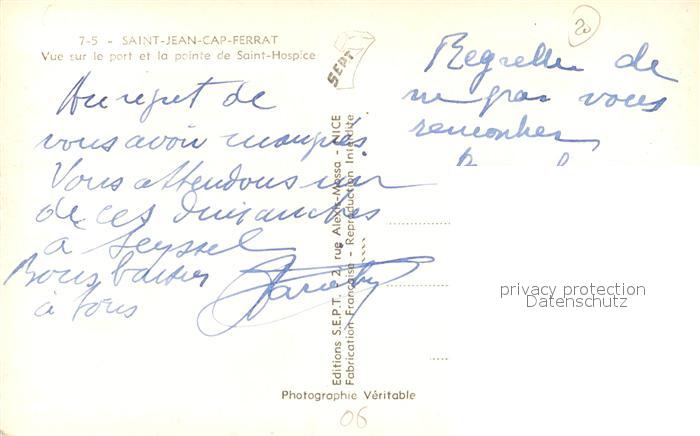 7-5 - SAINT-JEAN-CAP-FERRAT
Vue sur le port et la pointe de Saint-Hospice
SEPT
20
Au regret de
vous avoir manqués
Vous attendons un
de ces dimanches
à Seyssel
Bons baisers
à tous
Regrette de
ne pas vous
rencontrer
Editions S.E.P.T. - 2, rue Alexis-Mossa - NICE
Fabrication Française - Reproduction Interdite
privacy protection
Datenschutz
Photographie Véritable
06